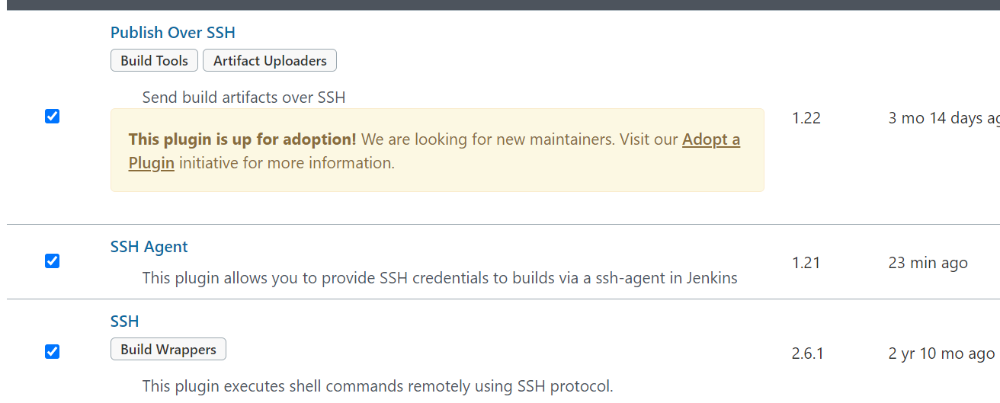 Publish Over SSH
Build Tools Artifact Uploaders
Send build artifacts over SSH
This plugin is up for adoption! We are looking for new maintainers. Visit our Adopt a
Plugin initiative for more information.
1.22
3 mo 14 days
SSH Agent
This plugin allows you to provide SSH credentials to builds via a ssh-agent in Jenkins
1.21
23 min ago
SSH
Build Wrappers
This plugin executes shell commands remotely using SSH protocol.
2.6.1
2 yr 10 mo ago